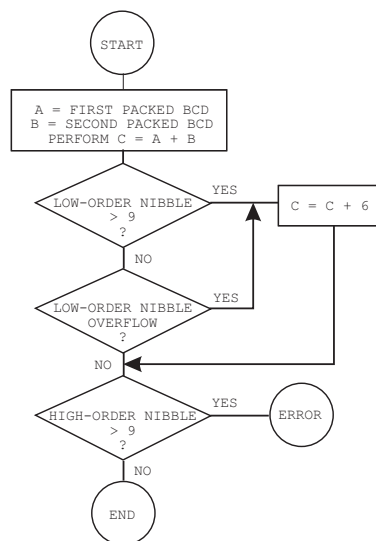 START
A = FIRST PACKED BCD
B = SECOND PACKED BCD
PERFORM C = A + B
LOW-ORDER NIBBLE
> 9
?
YES
C = C + 6
NO
LOW-ORDER NIBBLE
OVERFLOW
?
YES
NO
HIGH-ORDER NIBBLE
> 9
?
YES
ERROR
NO
END